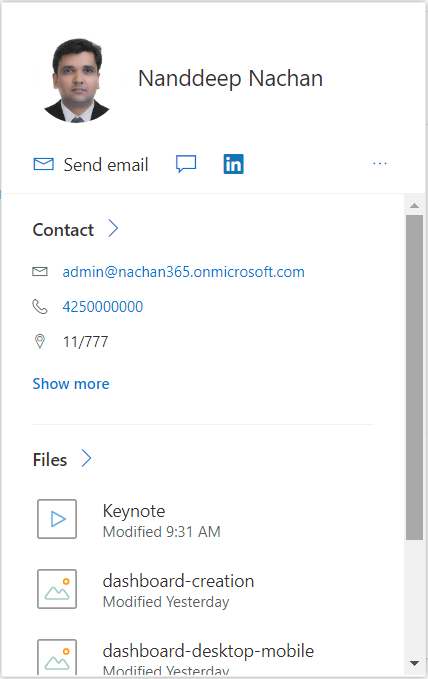 Nanddeep Nachan
Send email
in
...
Contact
admin@nachan365.onmicrosoft.com
4250000000
11/777
Show more
Files
Keynote
Modified 9:31 AM
dashboard-creation
Modified Yesterday
dashboard-desktop-mobile
Modified Yesterday